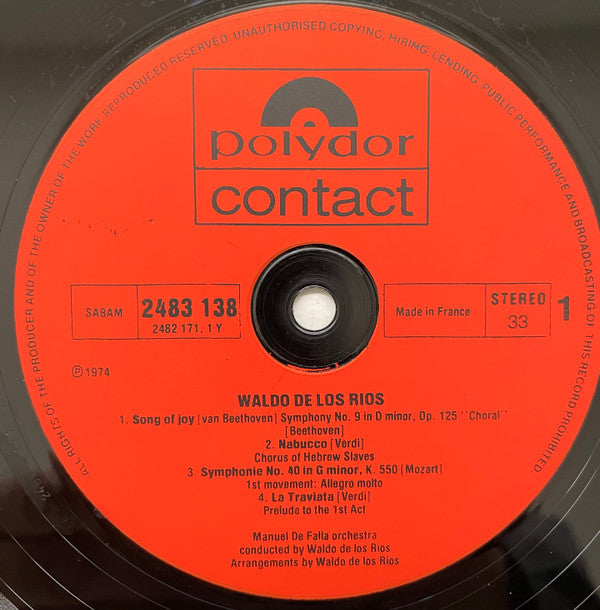 ALL RIGHTS OF THE PRODUCER AND OF THE OWNER OF THE WORK REPRODUCED RESERVED. UNAUTHORISED COPYING, HIRING, LENDING, PUBLIC PERFORMANCE AND BROADCASTING OF THIS RECORD PROHIBITED.
polydor
contact
SABAM
2483 138
2482 171. 1 Y
Made in France
STEREO
33
1
Ⓟ 1974
WALDO DE LOS RIOS
1. Song of joy [van Beethoven] Symphony No. 9 in D minor, Op. 125 "Choral"
[Beethoven]
2. Nabucco [Verdi]
Chorus of Hebrew Slaves
3. Symphonie No. 40 in G minor, K. 550 [Mozart]
1st movement: Allegro molto
4. La Traviata [Verdi]
Prelude to the 1st Act
Manuel De Falla orchestra
conducted by Waldo de los Rios
Arrangements by Waldo de los Rios